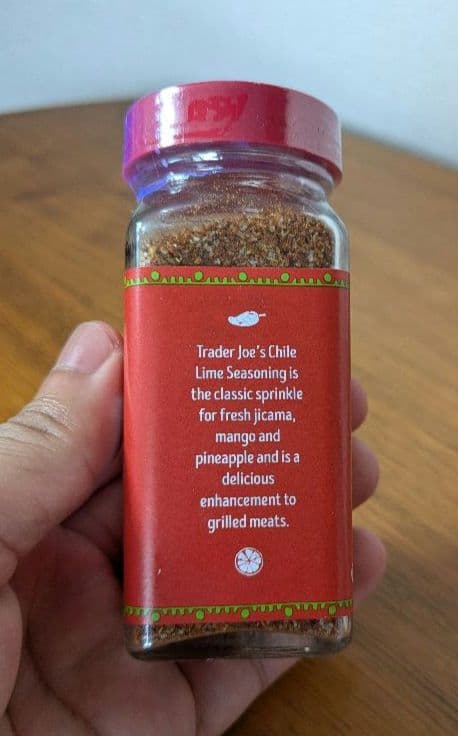 Trader Joe's Chile
Lime Seasoning is
the classic sprinkle
for fresh jicama,
mango and
pineapple and is a
delicious
enhancement to
grilled meats.